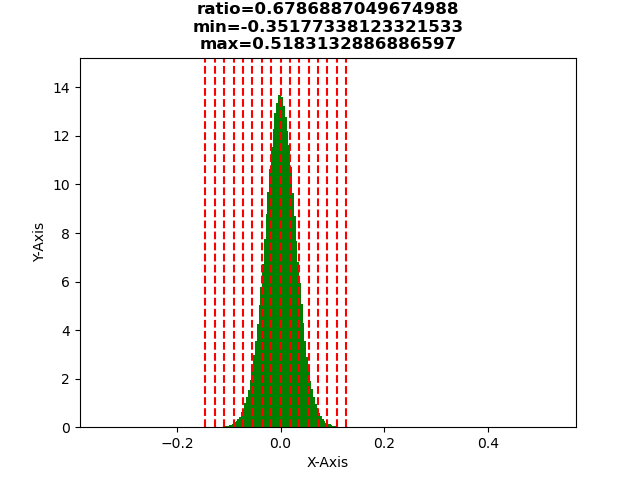 ratio=0.6786887049674988
min=-0.35177338123321533
max=0.5183132886886597
14
12
10
8
6
4
2
0
Y-Axis
−0.2 0.0 0.2 0.4
X-Axis